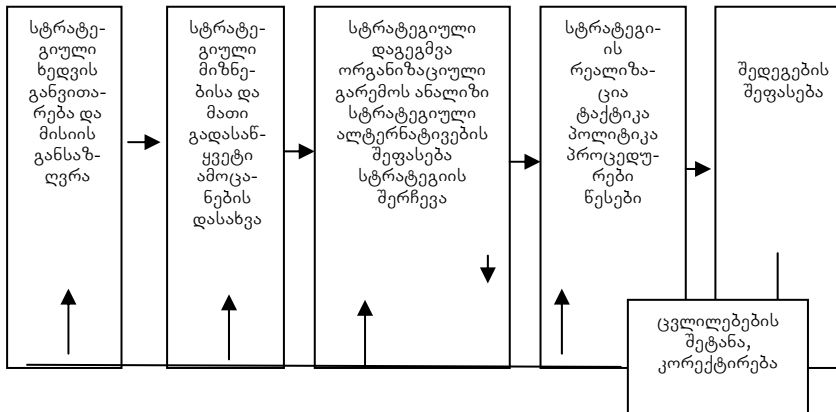 სტრატე-
გიული
ხედვის
განვითა-
რება და
მისიის
განსაზ-
ღვრა
სტრატე-
გიული
მიზნე-
ბისა და
მათი
გადასაწ-
ყვეტი
ამოცა-
ნების
დასახვა
სტრატეგიული
დაგეგმვა
ორგანიზაციული
გარემოს ანალიზი
სტრატეგიული
ალტერნატივების
შეფასება
სტრატეგიის
შერჩევა
სტრატეგი-
ის
რეალიზა-
ცია
ტაქტიკა
პოლიტიკა
პროცედუ-
რები
წესები
შედეგების
შეფასება
ცვლილებების
შეტანა,
კორექტირება